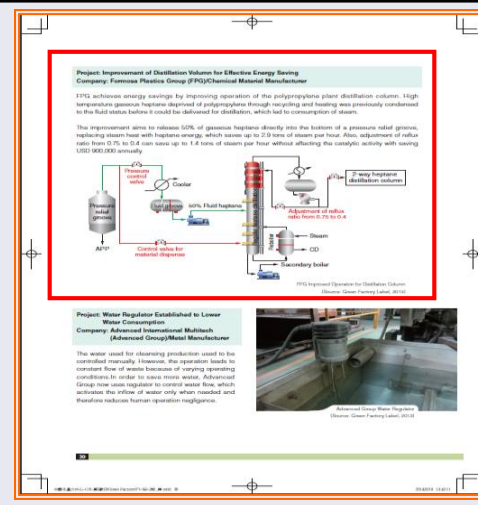 Project: Improvement of Distillation Volumn for Effective Energy Saving
Company: Formosa Plastics Group (FPG)/Chemical Material Manufacturer
FPG achieves energy savings by improving operation of the polypropylene plant distillation column. High
temperature gaseous heptane deprived of polypropylene through recycling and heating was previously condensed
to the fluid status before it could be delivered for distillation, which led to consumption of steam.
The improvement aims to release 50% of gaseous heptane directly into the bottom of a pressure relief groove,
replacing steam heat with heptane energy, which saves up to 2.9 tons of steam per hour. Also, adjustment of reflux
ratio from 0.75 to 0.4 can save up to 1.4 tons of steam per hour without affecting the catalytic activity with saving
USD 900,000 annually.
Pressure
control
valve
Cooler
Pressure
relief
groove
fluid groove
50% Fluid heptane
2-way heptane
distillation column
Adjustment of reflux
ratio from 0.75 to 0.4
APP
Control valve for
material dispense
Steam
CD
Secondary boiler
FPG Improved Operation for Distillation Column
(Source: Green Factory Label, 2013)
Project: Water Regulator Established to Lower
Water Consumption
Company: Advanced International Multitech
(Advanced Group)/Metal Manufacturer
The water used for cleansing production used to be
controlled manually. However, the operation leads to
constant flow of waste because of varying operating
conditions.In order to save more water, Advanced
Group now uses regulator to control water flow, which
activates the inflow of water only when needed and
therefore reduces human operation negligance.
Advanced Group Water Regulator
(Source: Green Factory Label, 2013)
30